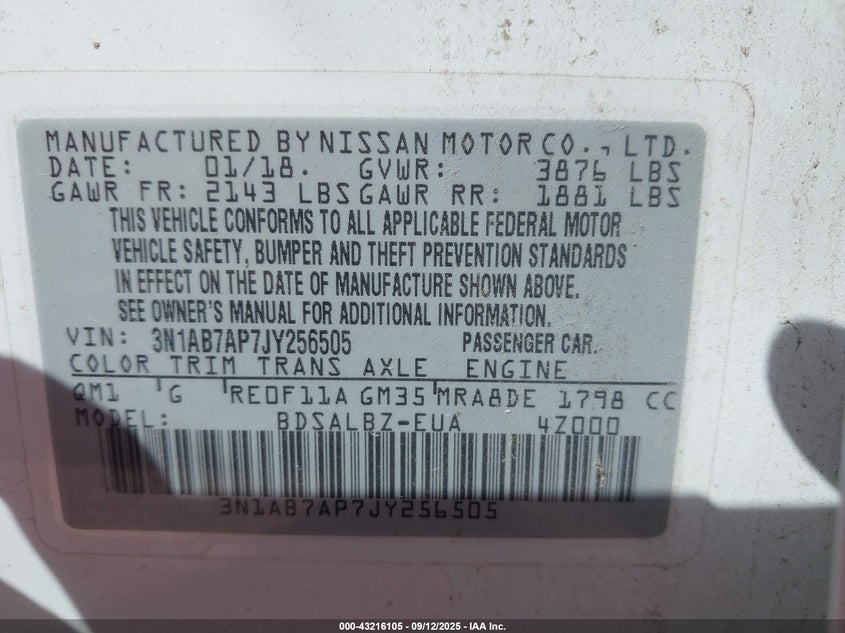 MANUFACTURED BY NISSAN MOTOR CO., LTD.
DATE: 01/18. GVWR: 3876 LBS
GAWR FR: 2143 LBS GAWR RR: 1881 LBS
THIS VEHICLE CONFORMS TO ALL APPLICABLE FEDERAL MOTOR
VEHICLE SAFETY, BUMPER AND THEFT PREVENTION STANDARDS
IN EFFECT ON THE DATE OF MANUFACTURE SHOWN ABOVE.
SEE OWNER'S MANUAL FOR ADDITIONAL INFORMATION.
VIN: 3N1AB7AP7JY256505 PASSENGER CAR.
COLOR TRIM TRANS AXLE ENGINE
QM1 G RE0F11A GM35 MRA8DE 1798 CC
MODEL: BDSALBZ-EUA 4Z000
3N1AB7AP7JY256505
000-43216105 - 09/12/2025 - IAA Inc.